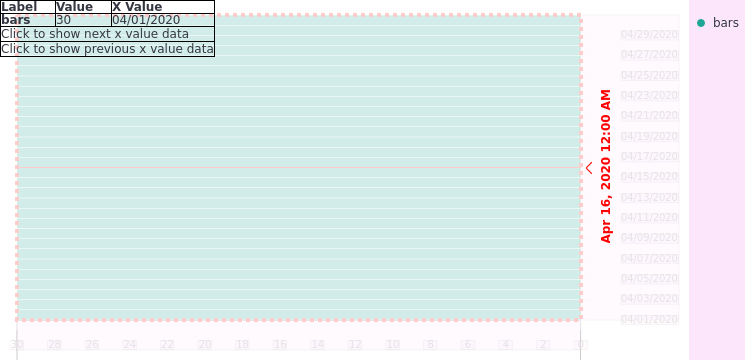 Label Value X Value
bars 30 04/01/2020
Click to show next x value data
Click to show previous x value data
bars
04/29/2020
04/27/2020
04/25/2020
04/23/2020
04/21/2020
04/19/2020
04/17/2020
04/15/2020
04/13/2020
04/11/2020
04/09/2020
04/07/2020
04/05/2020
04/03/2020
04/01/2020
Apr 16, 2020 12:00 AM
30 28 26 24 22 20 18 16 14 12 10 8 6 4 2 0